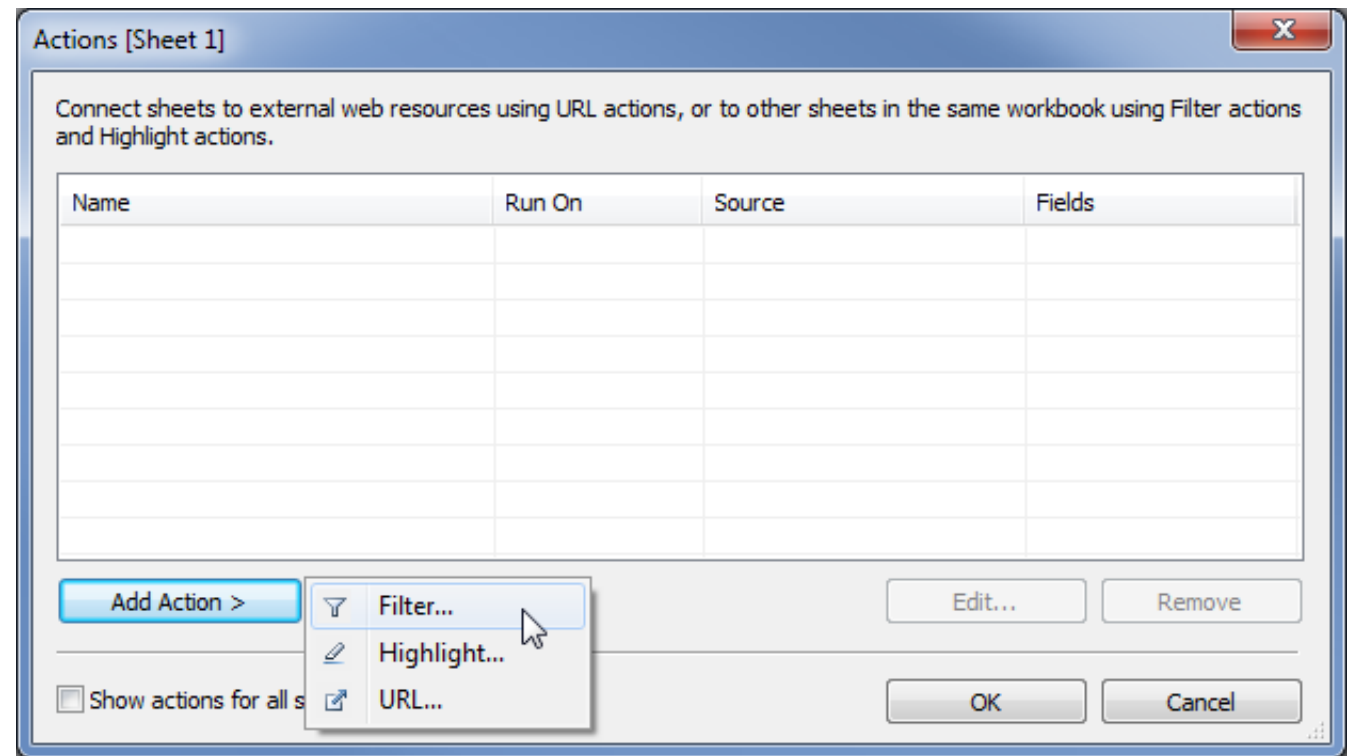 Actions [Sheet 1]
Connect sheets to external web resources using URL actions, or to other sheets in the same workbook using Filter actions
and Highlight actions.
Name Run On Source Fields
Add Action > Filter... Edit... Remove
Highlight...
Show actions for all s URL... OK Cancel